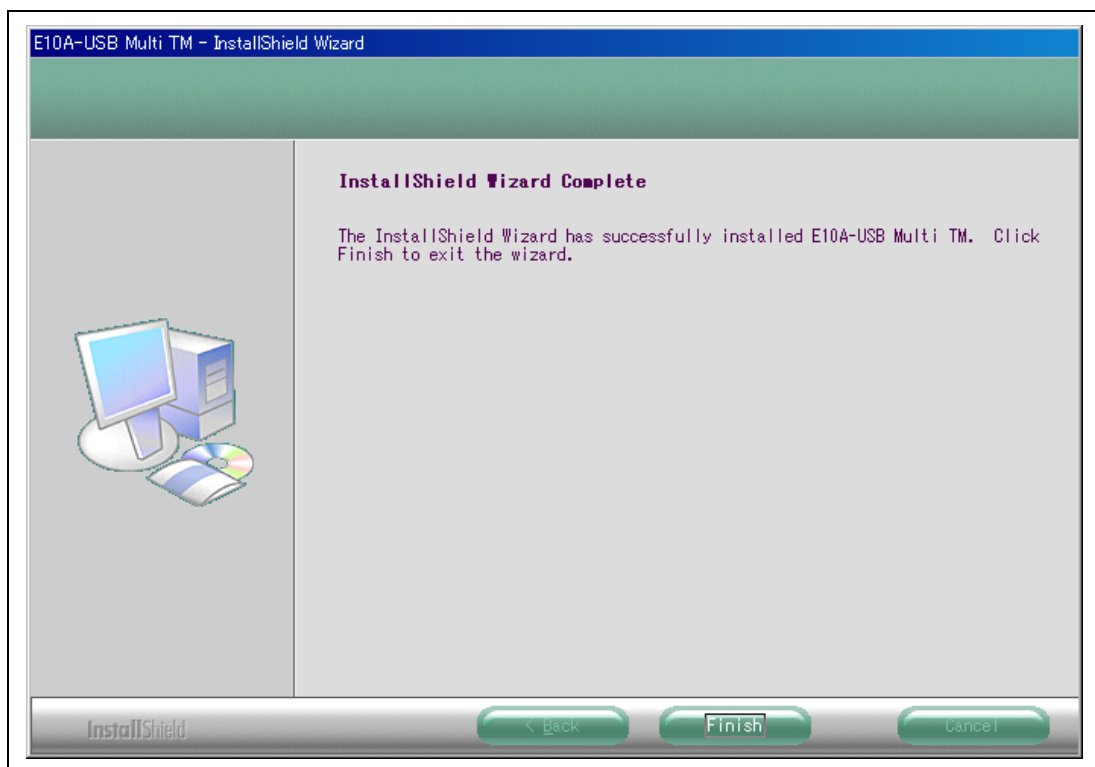 E10A-USB Multi TM - InstallShield Wizard
InstallShield Wizard Complete
The InstallShield Wizard has successfully installed E10A-USB Multi TM.  Click
Finish to exit the wizard.
InstallShield
< Back
Finish
Cancel